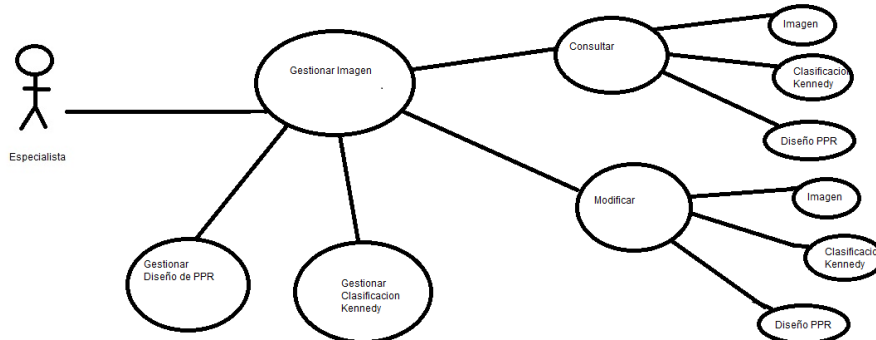 Imagen
Consultar
Gestionar Imagen
Clasificacion
Kennedy
Diseño PPR
Especialista
Modificar
Imagen
Clasificacion
Kennedy
Gestionar
Diseño de PPR
Gestionar
Clasificacion
Kennedy
Diseño PPR